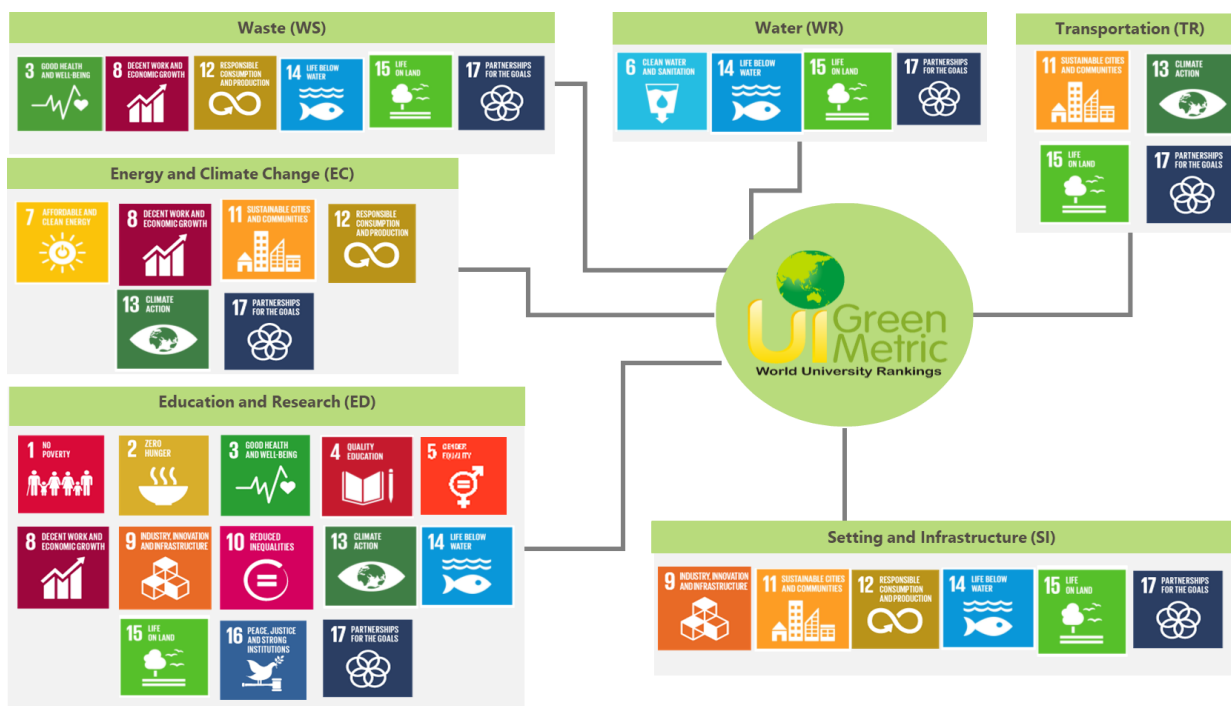 Waste (WS)
3 GOOD HEALTH
AND WELL-BEING
8 DECENT WORK AND
ECONOMIC GROWTH
12 RESPONSIBLE
CONSUMPTION
AND PRODUCTION
14 LIFE BELOW
WATER
15 LIFE
ON LAND
17 PARTNERSHIPS
FOR THE GOALS
Water (WR)
6 CLEAN WATER
AND SANITATION
14 LIFE BELOW
WATER
15 LIFE
ON LAND
17 PARTNERSHIPS
FOR THE GOALS
Transportation (TR)
11 SUSTAINABLE CITIES
AND COMMUNITIES
13 CLIMATE
ACTION
15 LIFE
ON LAND
17 PARTNERSHIPS
FOR THE GOALS
Energy and Climate Change (EC)
7 AFFORDABLE AND
CLEAN ENERGY
8 DECENT WORK AND
ECONOMIC GROWTH
11 SUSTAINABLE CITIES
AND COMMUNITIES
12 RESPONSIBLE
CONSUMPTION
AND PRODUCTION
13 CLIMATE
ACTION
17 PARTNERSHIPS
FOR THE GOALS
UI Green
Metric
World University Rankings
Education and Research (ED)
1 NO
POVERTY
2 ZERO
HUNGER
3 GOOD HEALTH
AND WELL-BEING
4 QUALITY
EDUCATION
5 GENDER
EQUALITY
8 DECENT WORK AND
ECONOMIC GROWTH
9 INDUSTRY, INNOVATION
AND INFRASTRUCTURE
10 REDUCED
INEQUALITIES
13 CLIMATE
ACTION
14 LIFE BELOW
WATER
15 LIFE
ON LAND
16 PEACE, JUSTICE
AND STRONG
INSTITUTIONS
17 PARTNERSHIPS
FOR THE GOALS
Setting and Infrastructure (SI)
9 INDUSTRY, INNOVATION
AND INFRASTRUCTURE
11 SUSTAINABLE CITIES
AND COMMUNITIES
12 RESPONSIBLE
CONSUMPTION
AND PRODUCTION
14 LIFE BELOW
WATER
15 LIFE
ON LAND
17 PARTNERSHIPS
FOR THE GOALS